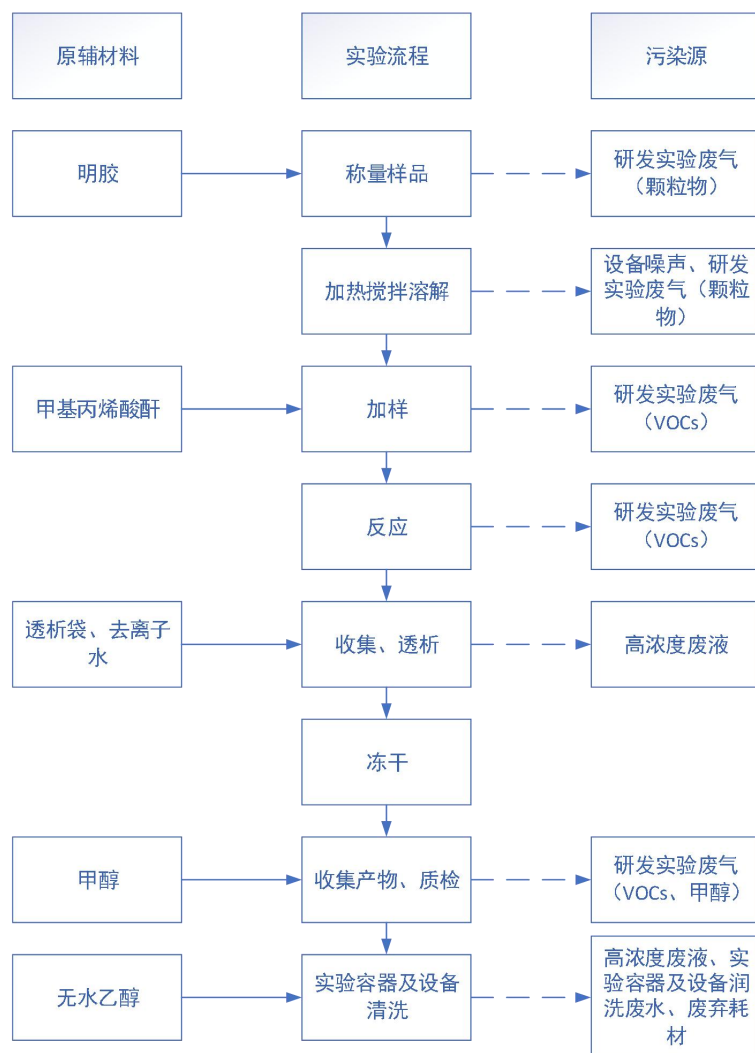 原辅材料
实验流程
污染源
明胶
称量样品
研发实验废气
（颗粒物）
加热搅拌溶解
设备噪声、研发
实验废气（颗粒
物）
甲基丙烯酸酐
加样
研发实验废气
（VOCs）
反应
研发实验废气
（VOCs）
透析袋、去离子
水
收集、透析
高浓度废液
冻干
甲醇
收集产物、质检
研发实验废气
（VOCs、甲醇）
无水乙醇
实验容器及设备
清洗
高浓度废液、实
验容器及设备润
洗废水、废弃耗
材